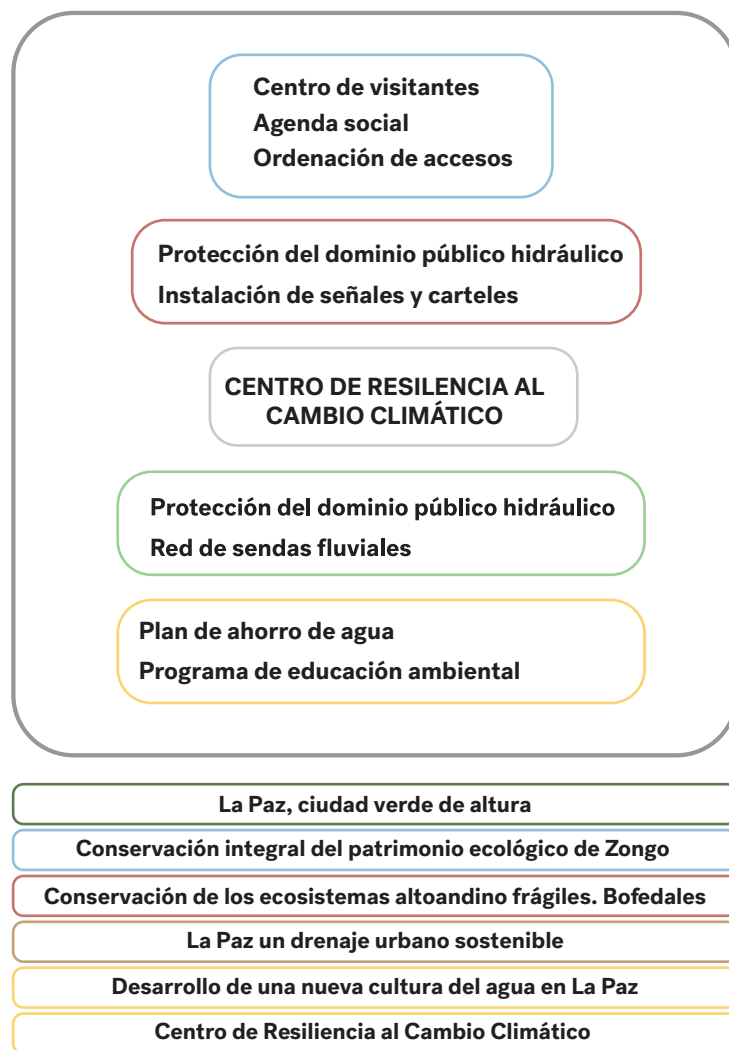 Centro de visitantes
Agenda social
Ordenación de accesos
Protección del dominio público hidráulico
Instalación de señales y carteles
CENTRO DE RESILENCIA AL
CAMBIO CLIMÁTICO
Protección del dominio público hidráulico
Red de sendas fluviales
Plan de ahorro de agua
Programa de educación ambiental
La Paz, ciudad verde de altura
Conservación integral del patrimonio ecológico de Zongo
Conservación de los ecosistemas altoandino frágiles. Bofedales
La Paz un drenaje urbano sostenible
Desarrollo de una nueva cultura del agua en La Paz
Centro de Resiliencia al Cambio Climático